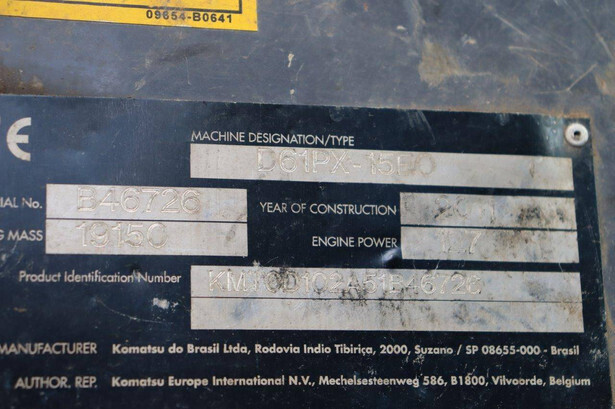 09654-B0641
CE
MACHINE DESIGNATION/TYPE
D61PX-15E0
IAL No. B46726 YEAR OF CONSTRUCTION
G MASS 19150 ENGINE POWER
Product Identification Number
MANUFACTURER Komatsu do Brasil Ltda, Rodovia Indio Tibiriça, 2000, Suzano / SP 08655-000 - Brasil
AUTHOR. REP. Komatsu Europe International N.V., Mechelsesteenweg 586, B1800, Vilvoorde, Belgium